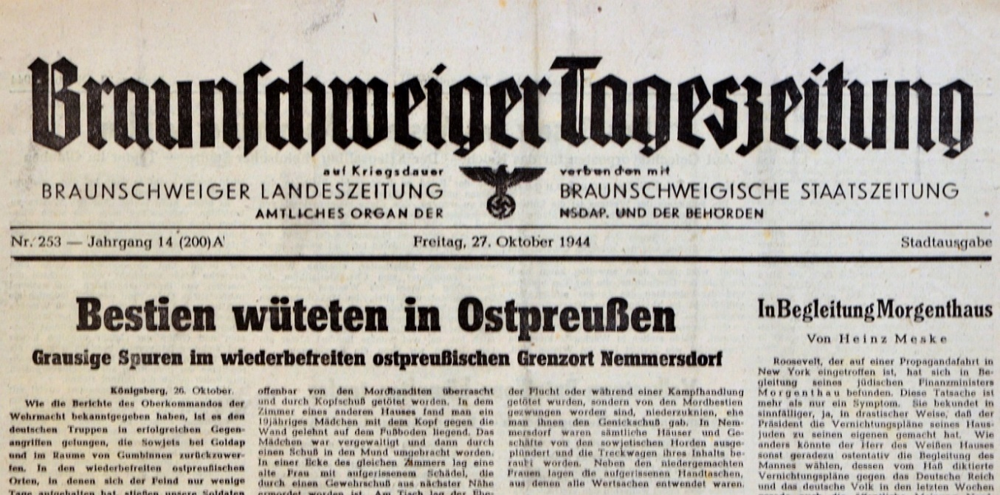 Braunschweiger Tageszeitung
auf Kriegsdauer verbunden mit
BRAUNSCHWEIGER LANDESZEITUNG BRAUNSCHWEIGISCHE STAATSZEITUNG
AMTLICHES ORGAN DER NSDAP. UND DER BEHÖRDEN
Nr. 253 — Jahrgang 14 (200) A Freitag, 27. Oktober 1944 Stadtausgabe
Bestien wüteten in Ostpreußen
Grausige Spuren im wiederbefreiten ostpreußischen Grenzort Nemmersdorf
Königsberg, 26. Oktober.
Wie die Berichte des Oberkommandos der
Wehrmacht bekanntgegeben haben, ist es den
deutschen Truppen in erfolgreichen Gegen-
angriffen gelungen, die Sowjets bei Goldap
und im Raume von Gumbinnen zurückzuwer-
fen. In den wiederbefreiten ostpreußischen
Orten, in denen sich der Feind nur wenige
Tage aufgehalten hat, stießen unsere Soldaten
offenbar von den Mordbanditen überrascht
und durch Kopfschuß getötet worden. In dem
Zimmer eines anderen Hauses fand man ein
19jähriges Mädchen mit dem Kopf gegen die
Wand gelehnt auf dem Fußboden liegend. Das
Mädchen war vergewaltigt und dann durch
einen Schuß in den Mund umgebracht worden.
In einer Ecke des gleichen Zimmers lag eine
alte Frau mit aufgerissenem Schädel, die
durch einen Gewehrschuß aus nächster Nähe
ermordet worden ist. Am Tisch lag der Ehe-
der Flucht oder während einer Kampfhandlung
getötet wurden, sondern von den Mordbestien
gezwungen worden sind, niederzuknien, ehe
man ihnen den Genickschuß gab. In Nem-
mersdorf waren sämtliche Häuser und Ge-
schäfte von den sowjetischen Horden ausge-
plündert und die Treckwagen ihres Inhalts be-
raubt worden. Neben den niedergemachten
Frauen lagen die aufgerissenen Handtaschen,
aus denen alle Wertsachen entwendet waren.
In Begleitung Morgenthaus
Von Heinz Meske
Roosevelt, der auf einer Propagandafahrt in
New York eingetroffen ist, hat sich in Be-
gleitung seines jüdischen Finanzministers
Morgenthau befunden. Diese Tatsache ist
mehr als nur ein Symptom. Sie bekundet in
sinnfälliger, ja, in drastischer Weise, daß der
Präsident die Vernichtungspläne seines Haus-
juden zu seinen eigenen gemacht hat. Wie
anders könnte der Herr des Weißen Hauses
sonst geradezu ostentativ die Begleitung des
Mannes wählen, dessen vom Haß diktierte
Vernichtungspläne gegen das Deutsche Reich
und das deutsche Volk in den letzten Wochen